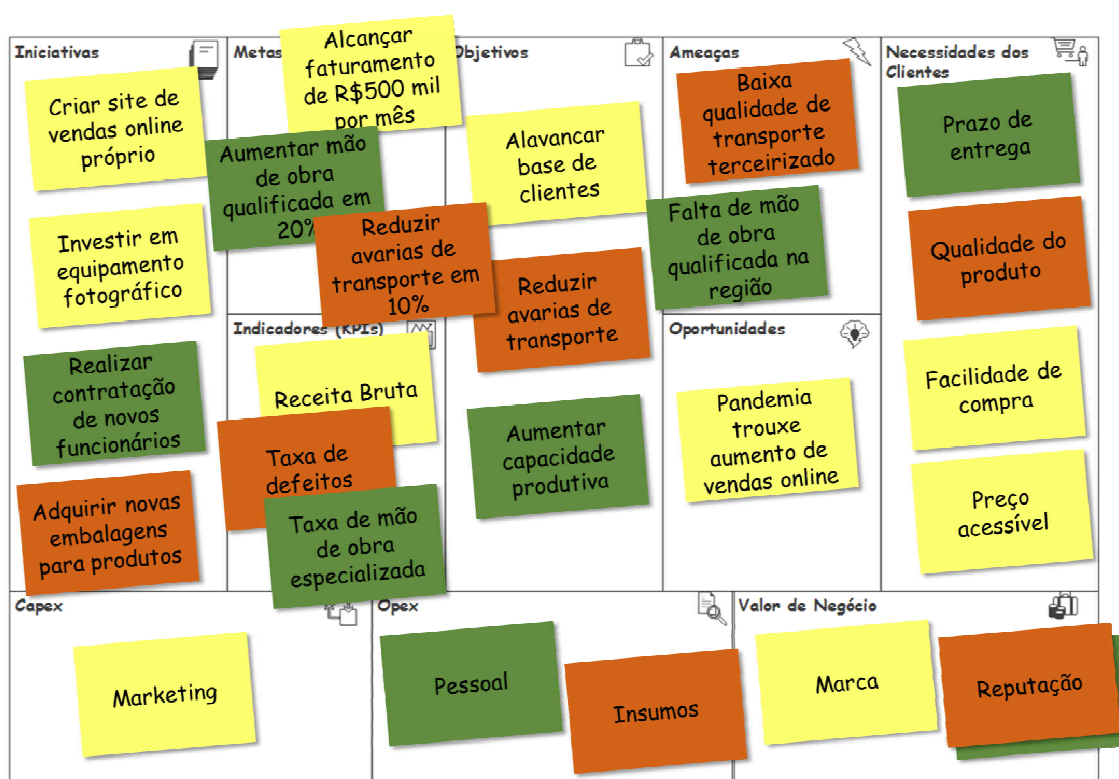 Iniciativas
Criar site de
vendas online
próprio
Investir em
equipamento
fotográfico
Realizar
contratação
de novos
funcionários
Adquirir novas
embalagens
para produtos
Metas
Alcançar
faturamento
de R$500 mil
por mês
Aumentar mão
de obra
qualificada em
20%
Reduzir
avarias de
transporte em
10%
Indicadores (KPIs)
Receita Bruta
Taxa de
defeitos
Taxa de mão
de obra
especializada
Objetivos
Alavancar
base de
clientes
Reduzir
avarias de
transporte
Aumentar
capacidade
produtiva
Ameaças
Baixa
qualidade de
transporte
terceirizado
Falta de mão
de obra
qualificada na
região
Oportunidades
Pandemia
trouxe
aumento de
vendas online
Necessidades dos
Clientes
Prazo de
entrega
Qualidade do
produto
Facilidade de
compra
Preço
acessível
Capex
Marketing
Opex
Pessoal
Insumos
Valor de Negócio
Marca
Reputação